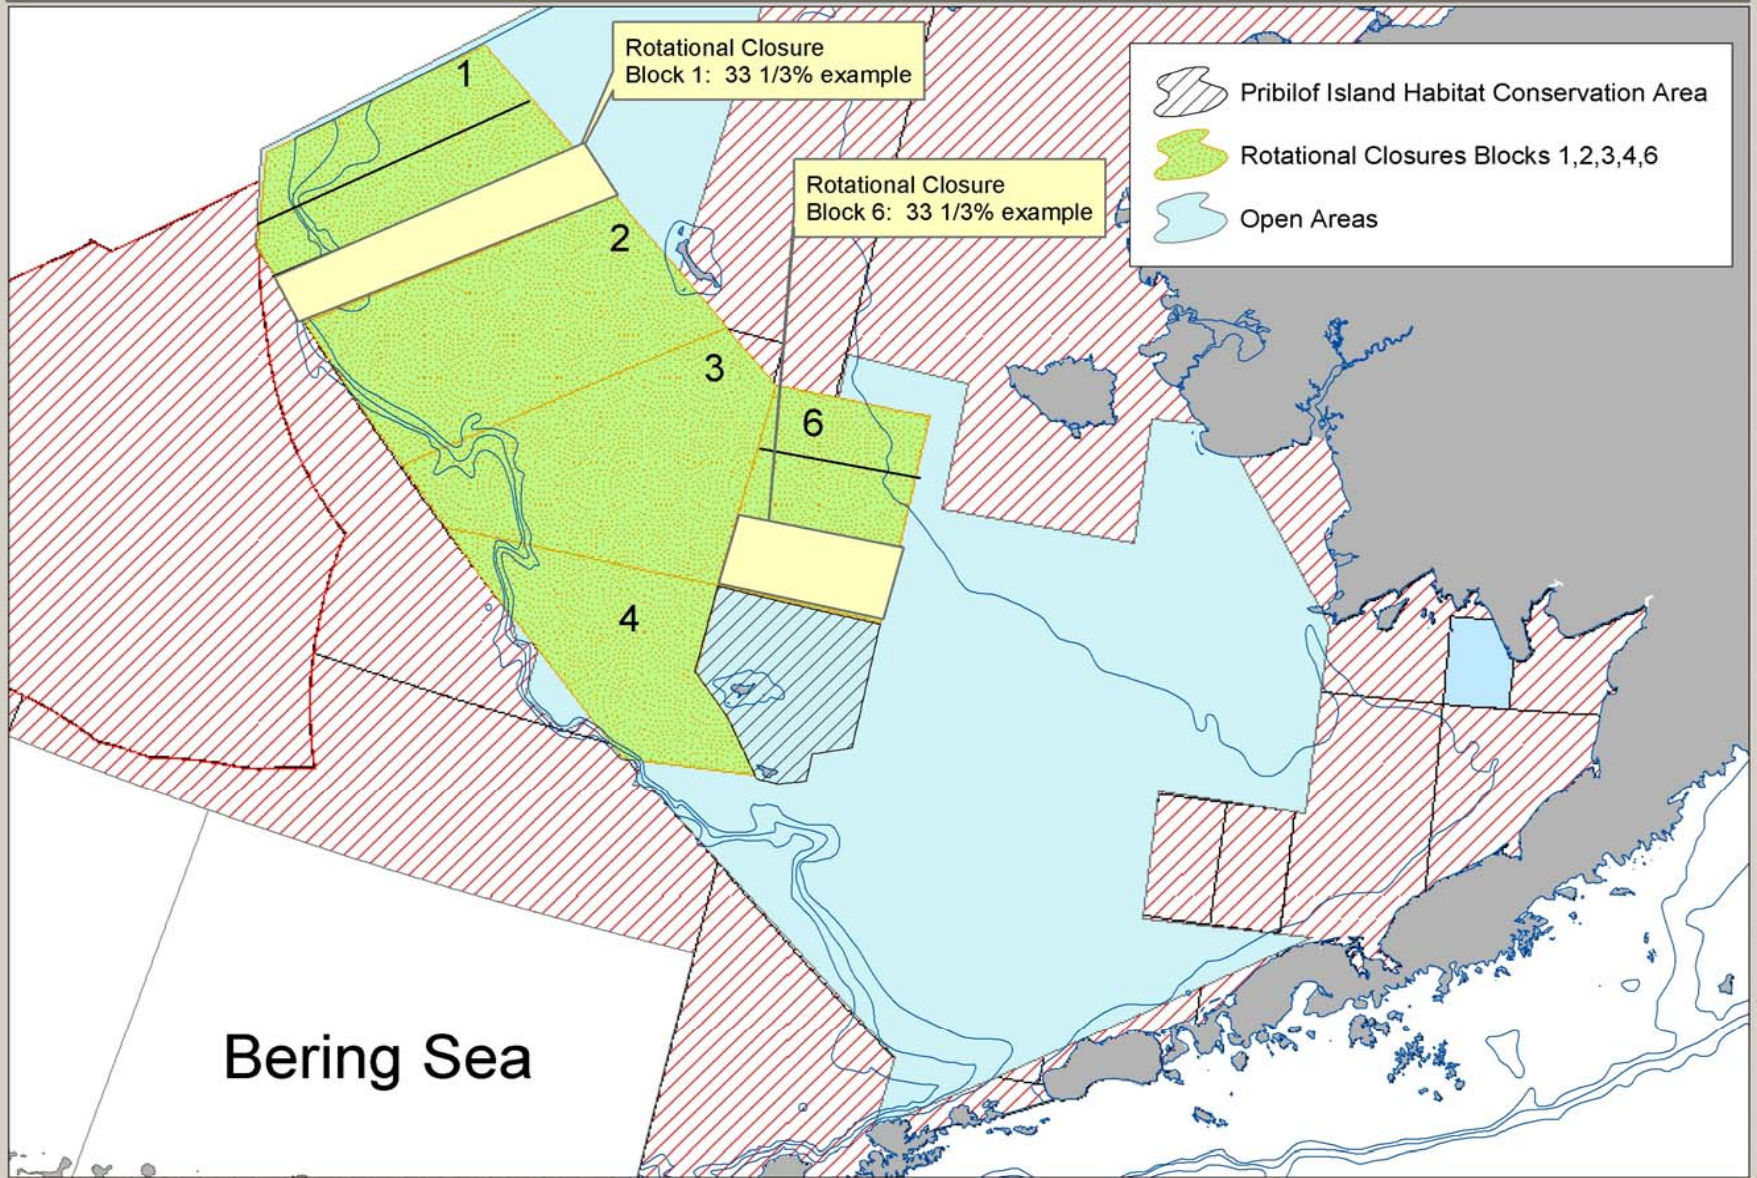 1
Rotational Closure
Block 1: 33 1/3% example
Pribilof Island Habitat Conservation Area
Rotational Closures Blocks 1,2,3,4,6
Open Areas
Rotational Closure
Block 6: 33 1/3% example
2
3
6
4
Bering Sea